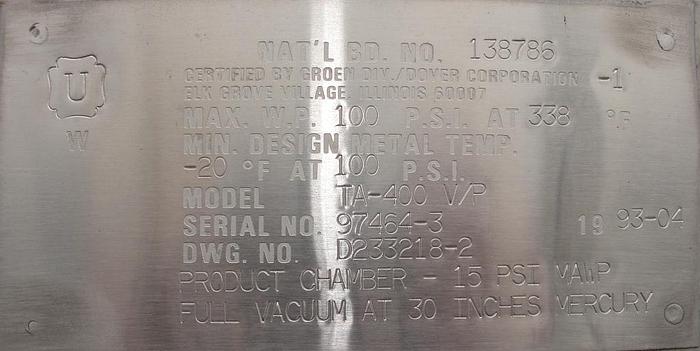 NAT'L BD. NO. 138786
CERTIFIED BY GROEN DIV./DOVER CORPORATION -1
ELK GROVE VILLAGE, ILLINOIS 60007
U
W
MAX. W.P. 100 P.S.I. AT 338 °F
MIN. DESIGN METAL TEMP.
-20 °F AT 100 P.S.I.
MODEL TA-400 V/P
SERIAL NO. 97464-3 19 93-04
DWG. NO. D233218-2
PRODUCT CHAMBER - 15 PSI MAWP
FULL VACUUM AT 30 INCHES MERCURY